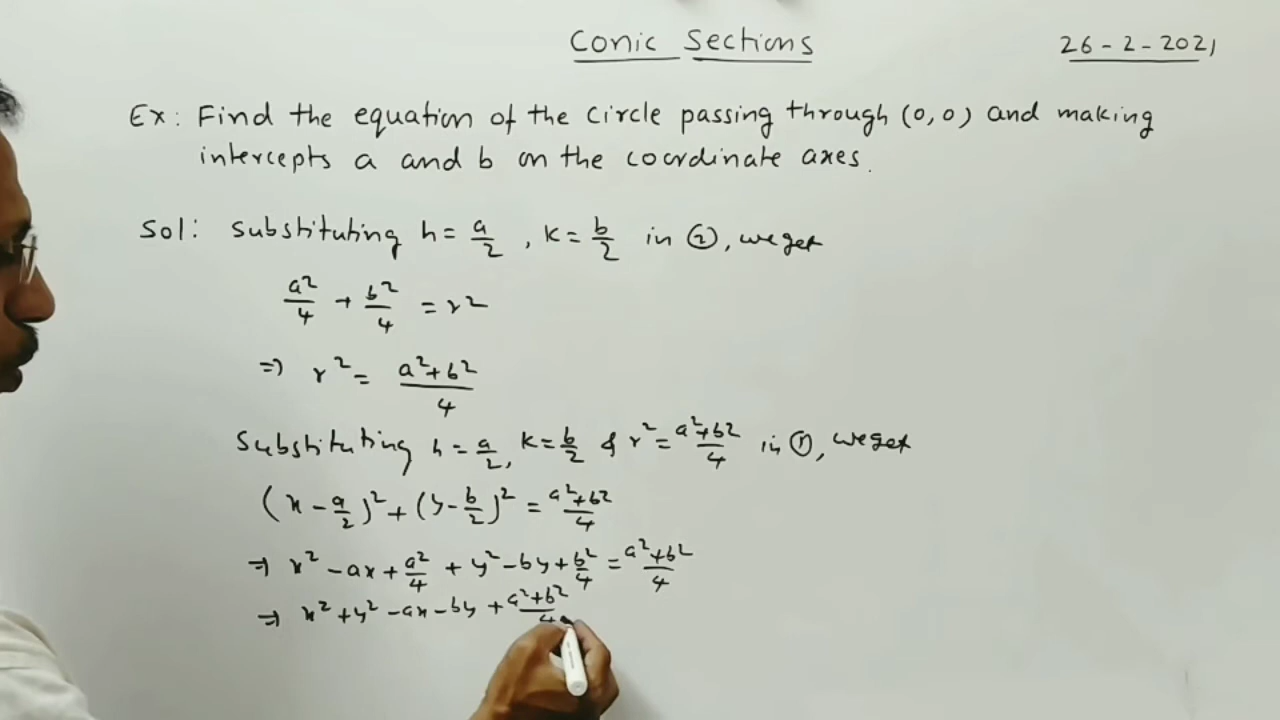 Conic Sections
26-2-2021
Ex: Find the equation of the circle passing through (0,0) and making
intercepts a and b on the coordinate axes.
Sol: Substituting h = a/2, k = b/2 in ②, we get
a²/4 + b²/4 = r²
⇒ r² = (a²+b²)/4
Substituting h = a/2, k = b/2 & r² = (a²+b²)/4 in ①, we get
(x - a/2)² + (y - b/2)² = (a²+b²)/4
⇒ x² - ax + a²/4 + y² - by + b²/4 = (a²+b²)/4
⇒ x² + y² - ax - by + (a²+b²)/4